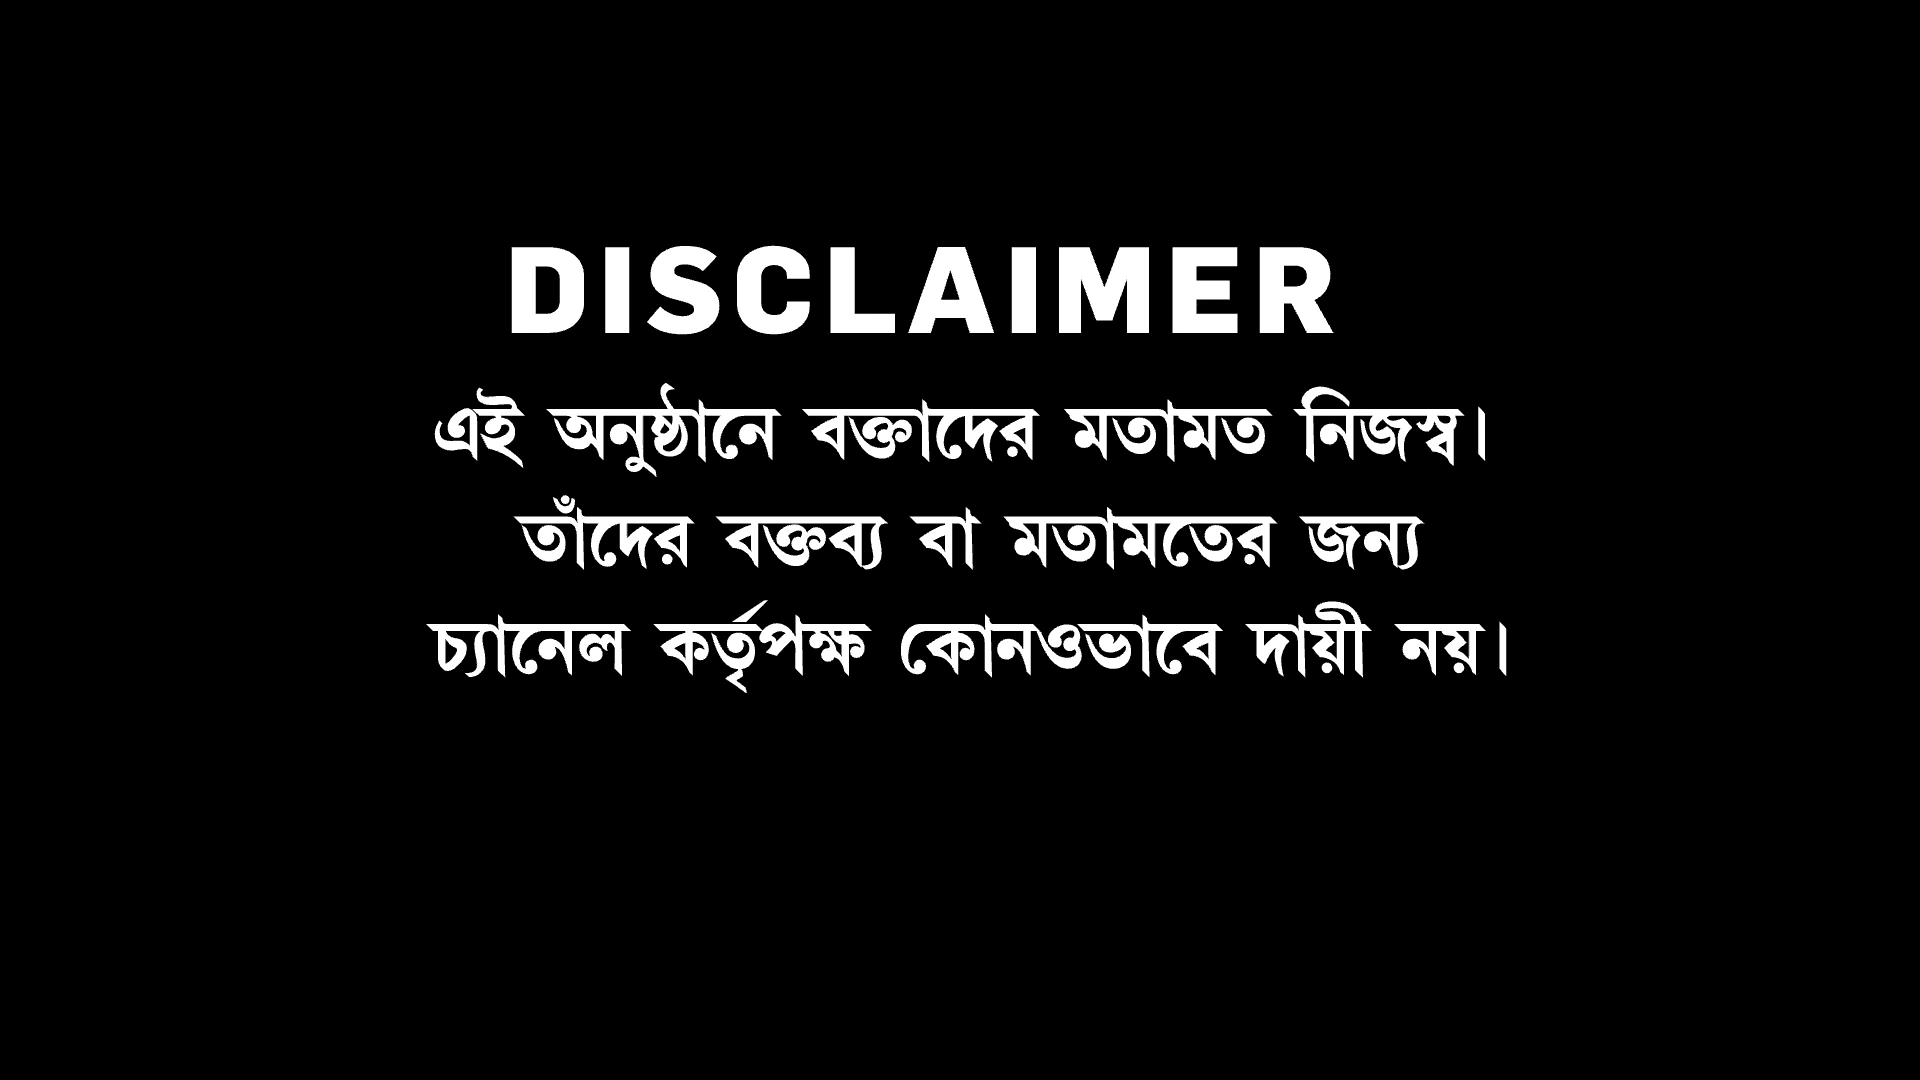 DISCLAIMER
এই অনুষ্ঠানে বক্তাদের মতামত নিজস্ব।
তাঁদের বক্তব্য বা মতামতের জন্য
চ্যানেল কর্তৃপক্ষ কোনওভাবে দায়ী নয়।